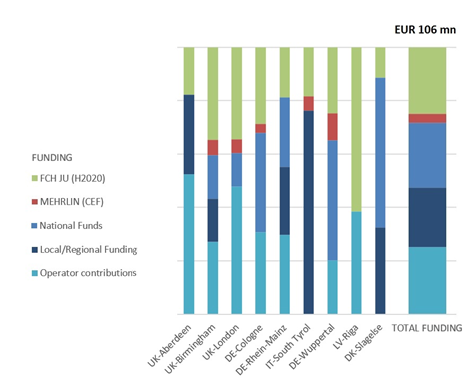 EUR 106 mn
FUNDING
FCH JU (H2020)
MEHRLIN (CEF)
National Funds
Local/Regional Funding
Operator contributions
UK-Aberdeen
UK-Birmingham
UK-London
DE-Cologne
DE-Rhein-Mainz
IT-South Tyrol
DE-Wuppertal
LV-Riga
DK-Slagelse
TOTAL FUNDING